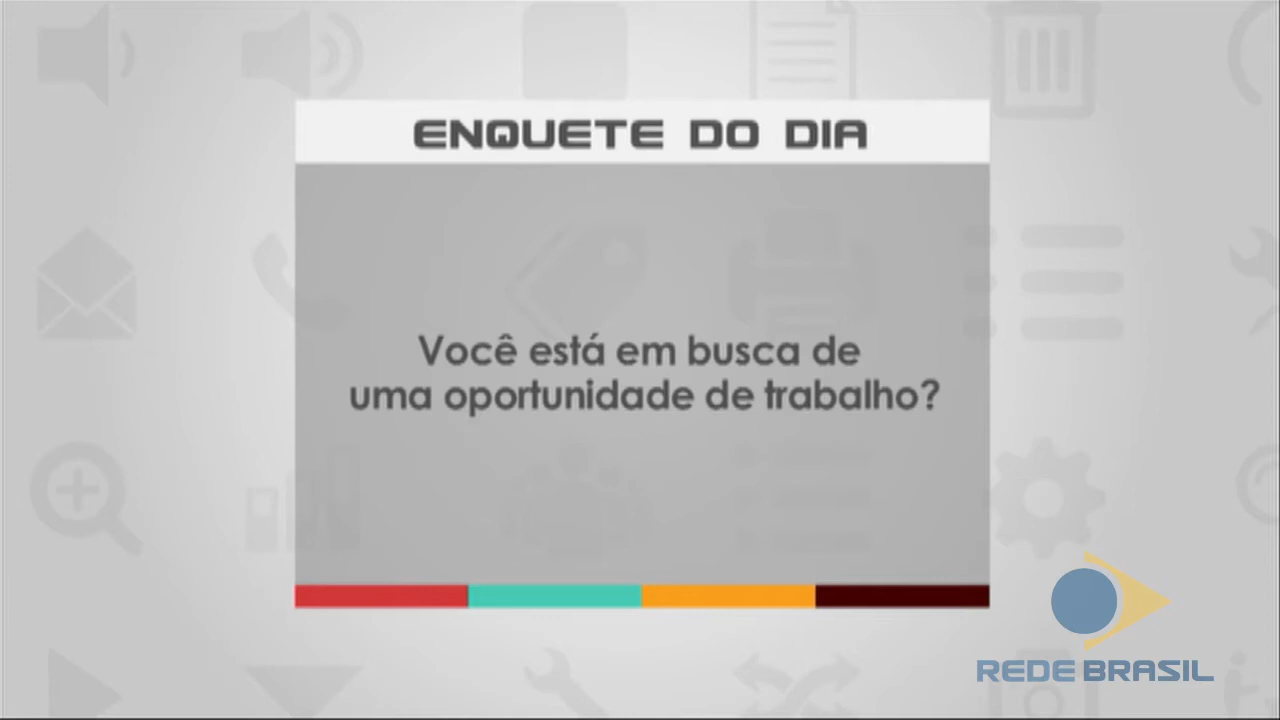 ENQUETE DO DIA
Você está em busca de
uma oportunidade de trabalho?
REDE BRASIL